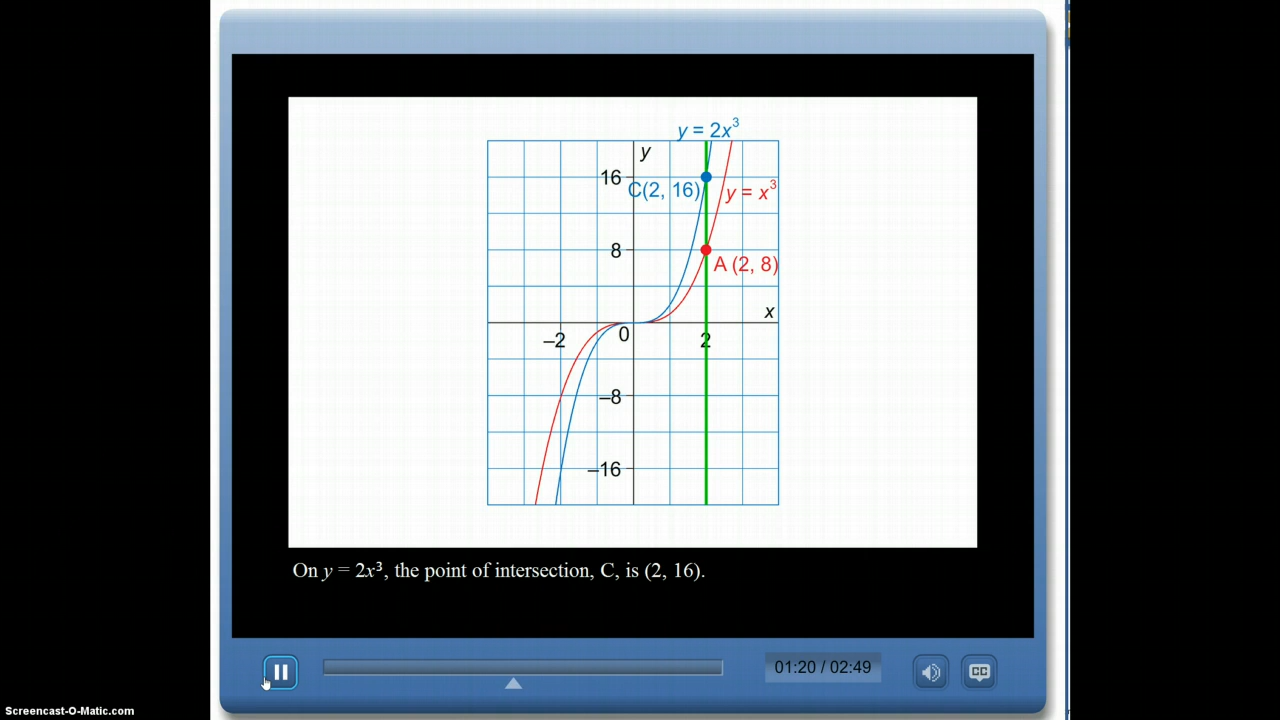 y = 2x³
y
16
C(2, 16)
y = x³
8
A (2, 8)
x
–2
0
2
–8
–16
On y = 2x³, the point of intersection, C, is (2, 16).
01:20 / 02:49
CC
Screencast-O-Matic.com